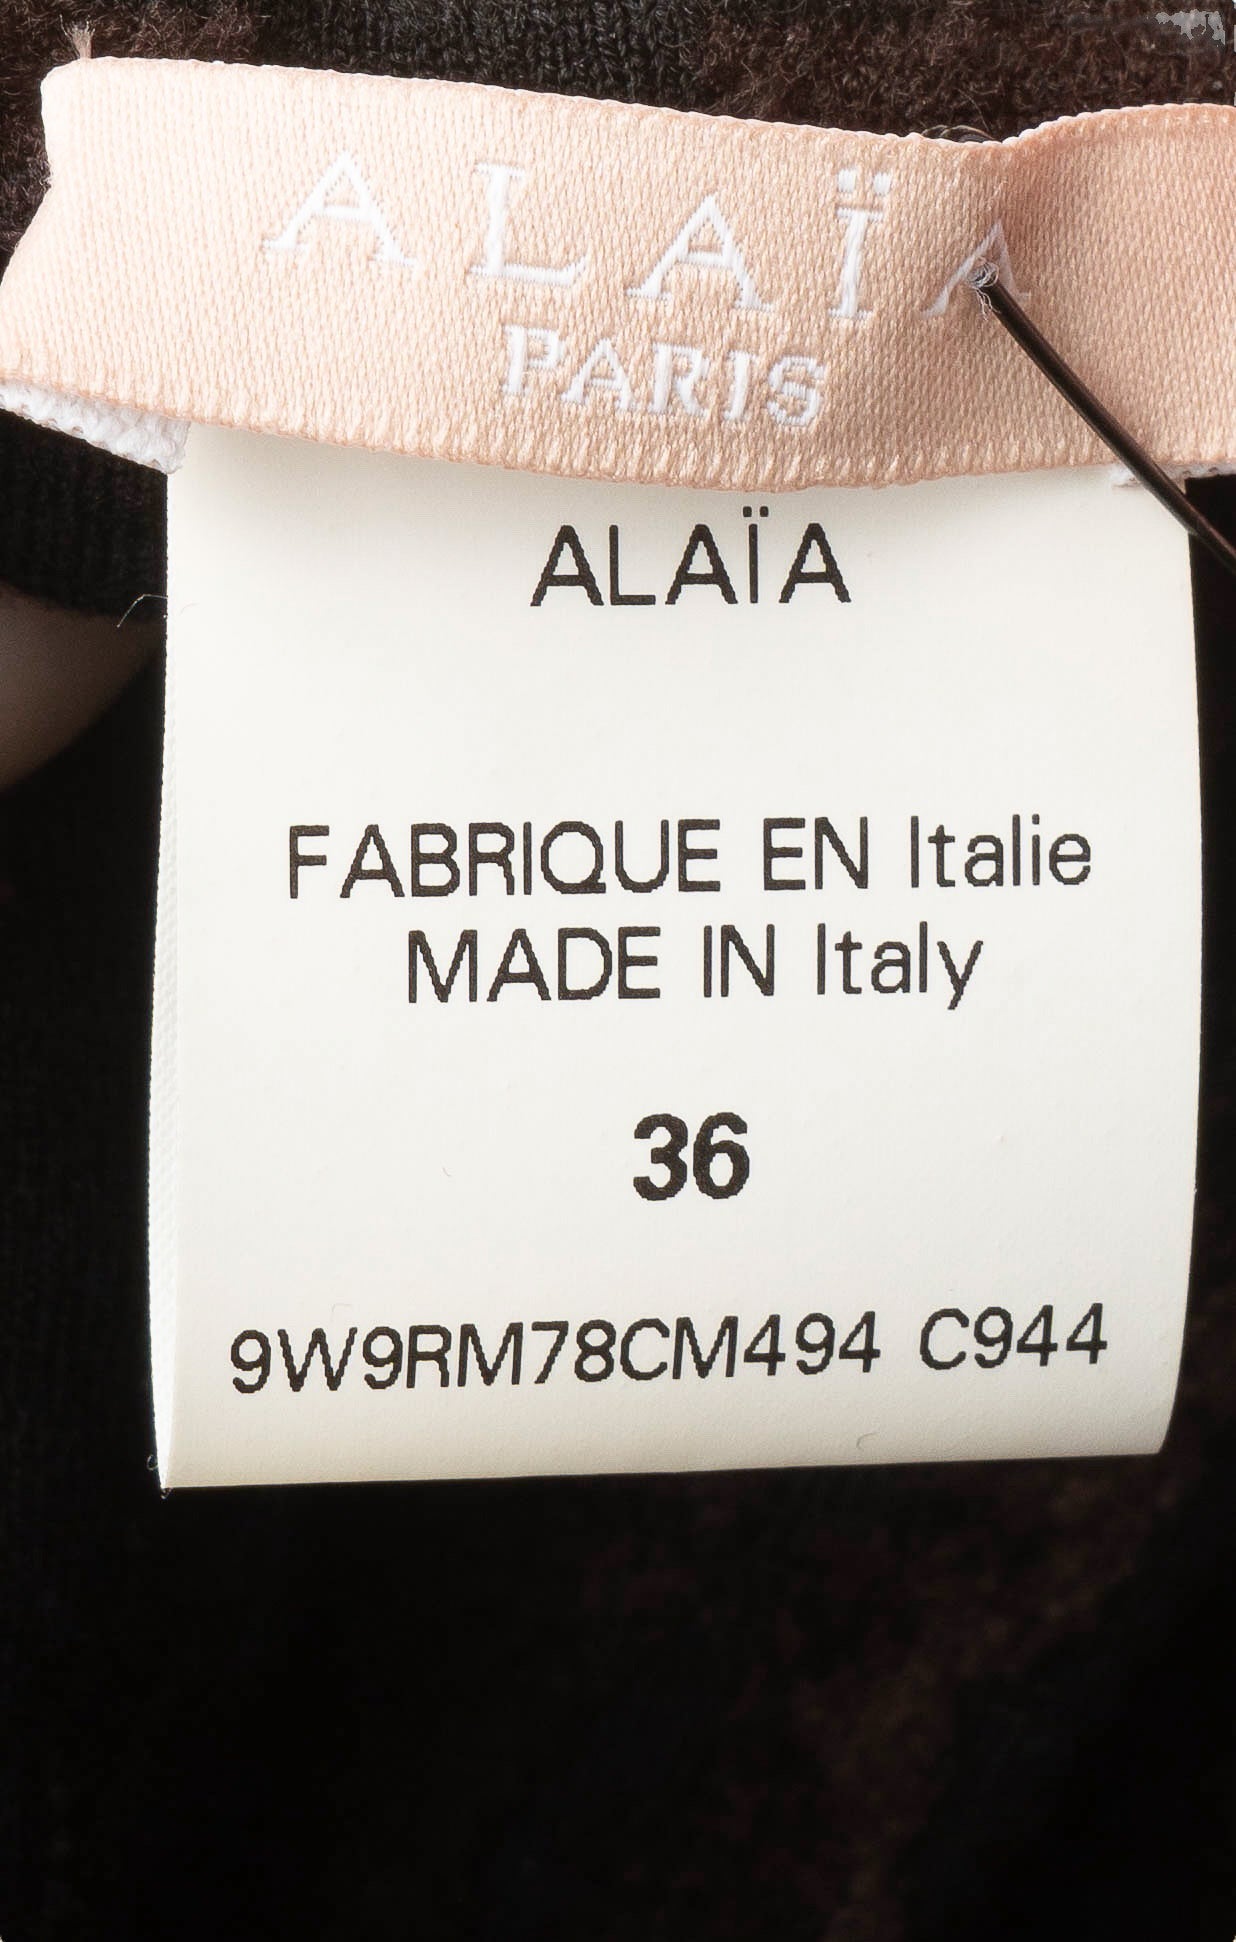 ALAÏA
PARIS
ALAÏA
FABRIQUE EN Italie
MADE IN Italy
36
9W9RM78CM494 C944